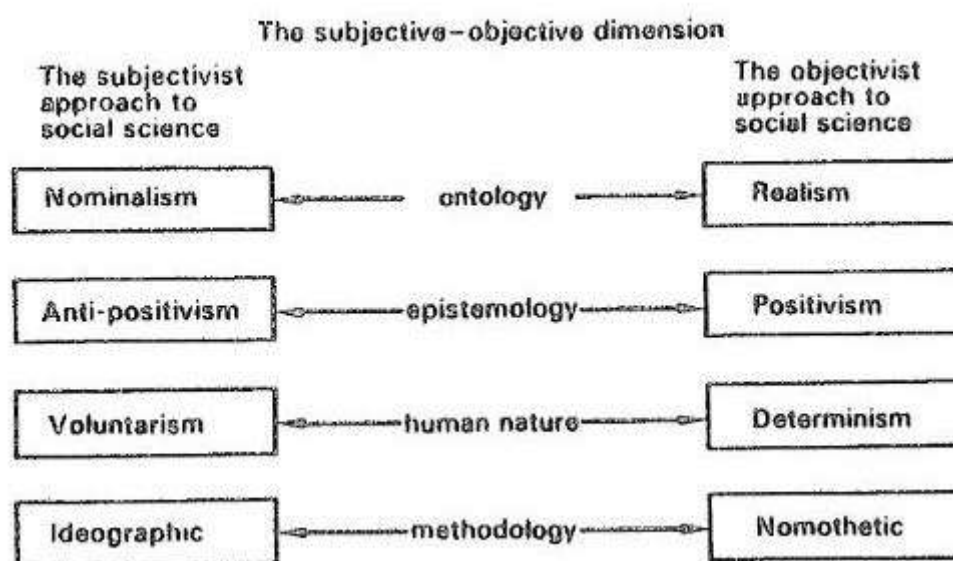 The subjective–objective dimension
The subjectivist
approach to
social science
The objectivist
approach to
social science
Nominalism
ontology
Realism
Anti-positivism
epistemology
Positivism
Voluntarism
human nature
Determinism
Ideographic
methodology
Nomothetic